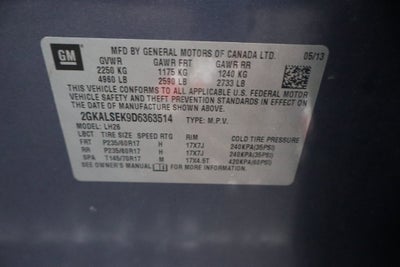 GM MFD BY GENERAL MOTORS OF CANADA LTD. 05/13
GVWR GAWR FRT GAWR RR
2250 KG 1175 KG 1240 KG
4960 LB 2590 LB 2733 LB
THIS VEHICLE CONFORMS TO ALL APPLICABLE U.S. FEDERAL MOTOR
VEHICLE SAFETY, BUMPER, AND THEFT PREVENTION STANDARDS IN
EFFECT ON THE DATE OF MANUFACTURE SHOWN ABOVE.
2GKALSEK9D6363514 TYPE: M.P.V.
MODEL: LH26
TIRE SIZE SPEED RTG RIM COLD TIRE PRESSURE
FRT P235/60R17 H 17X7J 240KPA(35PSI)
RR P235/60R17 H 17X7J 240KPA(35PSI)
SPA T145/70R17 M 17X4.5T 420KPA(60PSI)
SEE OWNER'S MANUAL FOR MORE INFORMATION.